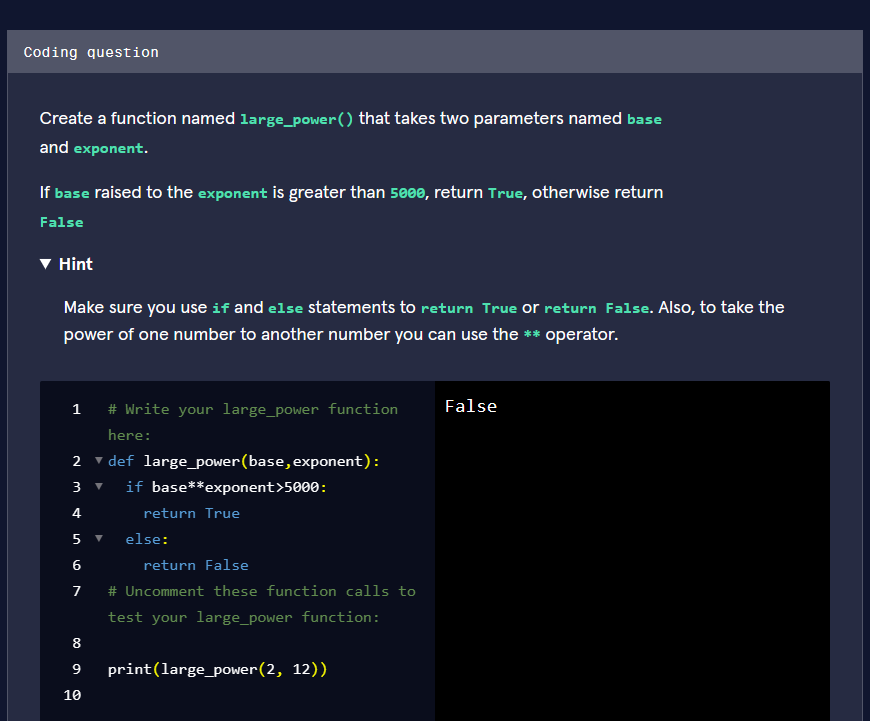 Coding question
Create a function named large_power() that takes two parameters named base
and exponent.
If base raised to the exponent is greater than 5000, return True, otherwise return
False
▼ Hint
Make sure you use if and else statements to return True or return False. Also, to take the
power of one number to another number you can use the ** operator.
1 # Write your large_power function
here:
2 def large_power(base,exponent):
3 if base**exponent>5000:
4 return True
5 else:
6 return False
7 # Uncomment these function calls to
test your large_power function:
8
9 print(large_power(2, 12))
10
False